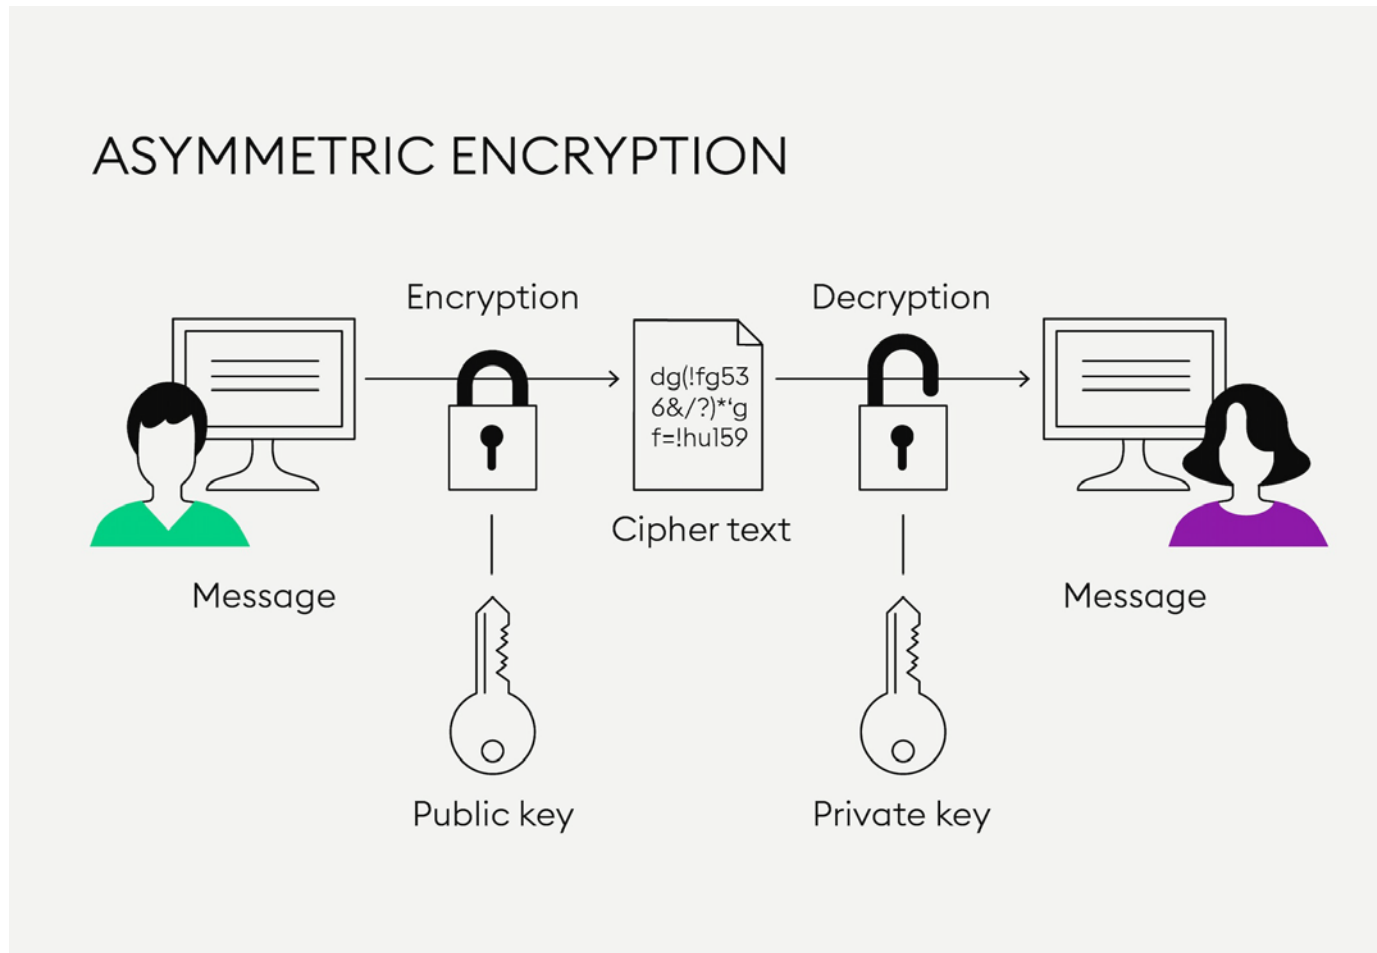 ASYMMETRIC ENCRYPTION
Encryption
Decryption
dg(!fg53
6&/?)*‘g
f=!hu159
Cipher text
Message
Message
Public key
Private key